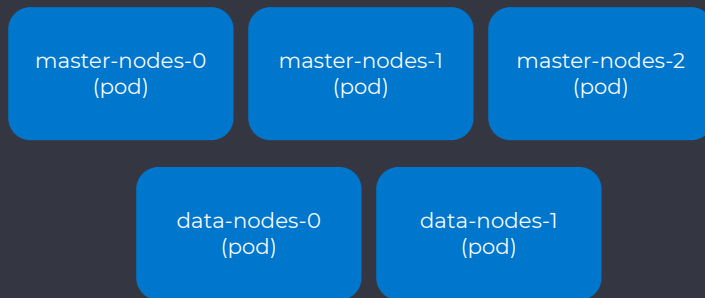 master-nodes-0
(pod)
master-nodes-1
(pod)
master-nodes-2
(pod)
data-nodes-0
(pod)
data-nodes-1
(pod)